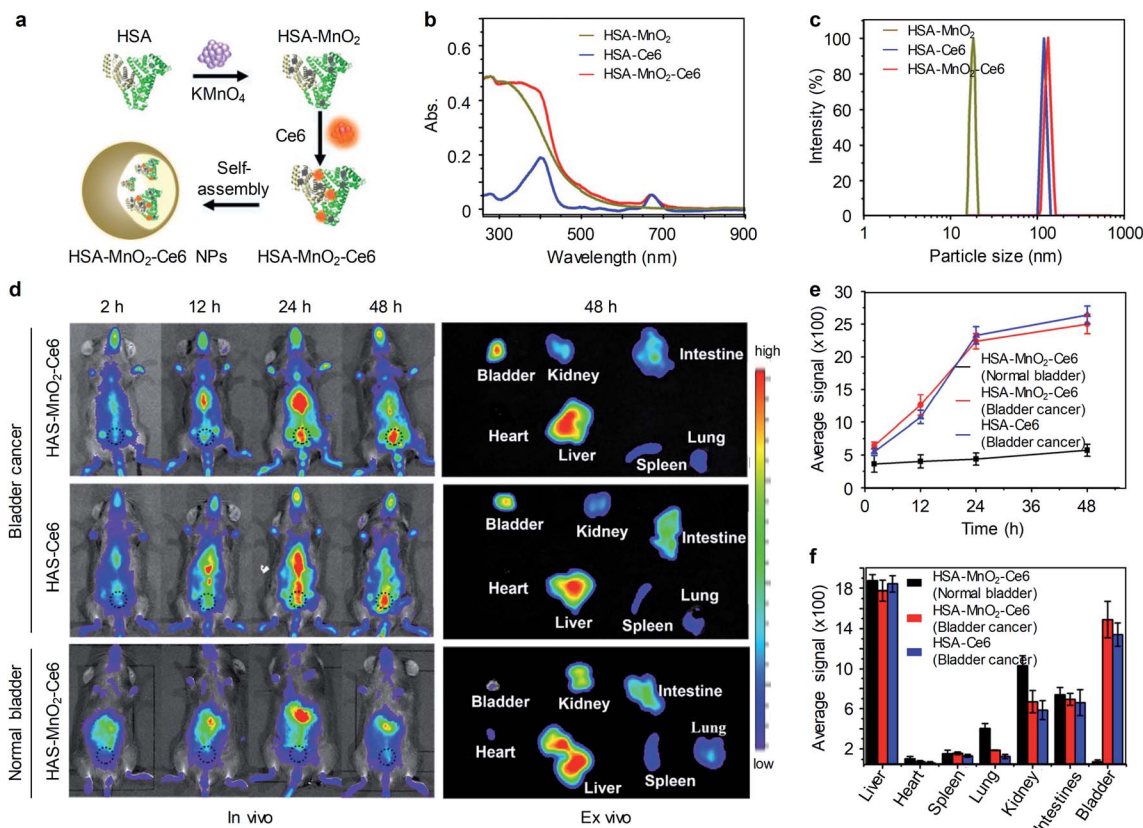 a
HSA
HSA-MnO₂
KMnO₄
Ce6
Self-
assembly
HSA-MnO₂-Ce6 NPs
HSA-MnO₂-Ce6
b
HSA-MnO₂
HSA-Ce6
HSA-MnO₂-Ce6
Abs.
0.6
0.4
0.2
0
300 400 500 600 700 800 900
Wavelength (nm)
c
HSA-MnO₂
HSA-Ce6
HSA-MnO₂-Ce6
Intensity (%)
100
80
60
40
20
0
1 10 100 1000
Particle size (nm)
d
2 h 12 h 24 h 48 h
48 h
Bladder cancer
HAS-MnO₂-Ce6
Bladder
Kidney
Intestine
Heart
Liver
Spleen
Lung
HAS-Ce6
Bladder
Kidney
Intestine
Heart
Liver
Spleen
Lung
Normal bladder
HAS-MnO₂-Ce6
Bladder
Kidney
Intestine
Heart
Liver
Spleen
Lung
In vivo
Ex vivo
high
low
e
Average signal (x100)
30
25
20
15
10
5
0
HSA-MnO₂-Ce6
(Normal bladder)
HSA-MnO₂-Ce6
(Bladder cancer)
HSA-Ce6
(Bladder cancer)
0 12 24 36 48
Time (h)
f
Average signal (x100)
18
14
10
6
2
HSA-MnO₂-Ce6
(Normal bladder)
HSA-MnO₂-Ce6
(Bladder cancer)
HSA-Ce6
(Bladder cancer)
Liver
Heart
Spleen
Lung
Kidney
Intestines
Bladder